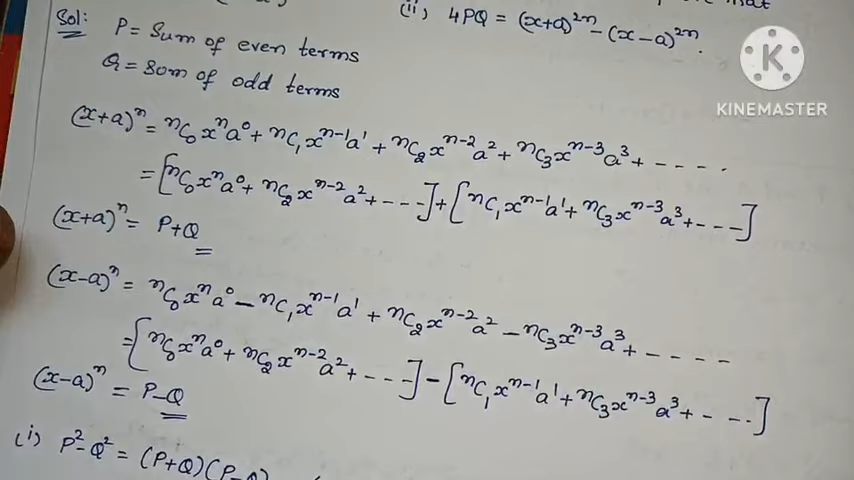 (ii) 4PQ = (x+a)^2n - (x-a)^2n.
Sol:
P = Sum of even terms
Q = Som of odd terms
(x+a)^n = nC0 x^n a^0 + nC1 x^n-1 a^1 + nC2 x^n-2 a^2 + nC3 x^n-3 a^3 + - - - - .
= [nC0 x^n a^0 + nC2 x^n-2 a^2 + - - -] + [nC1 x^n-1 a^1 + nC3 x^n-3 a^3 + - - -]
(x+a)^n = P+Q
(x-a)^n = nC0 x^n a^0 - nC1 x^n-1 a^1 + nC2 x^n-2 a^2 - nC3 x^n-3 a^3 + - - - - -
= [nC0 x^n a^0 + nC2 x^n-2 a^2 + - - -] - [nC1 x^n-1 a^1 + nC3 x^n-3 a^3 + - - - .]
(x-a)^n = P-Q
(i) P^2-Q^2 = (P+Q)(P-Q)
K
KINEMASTER